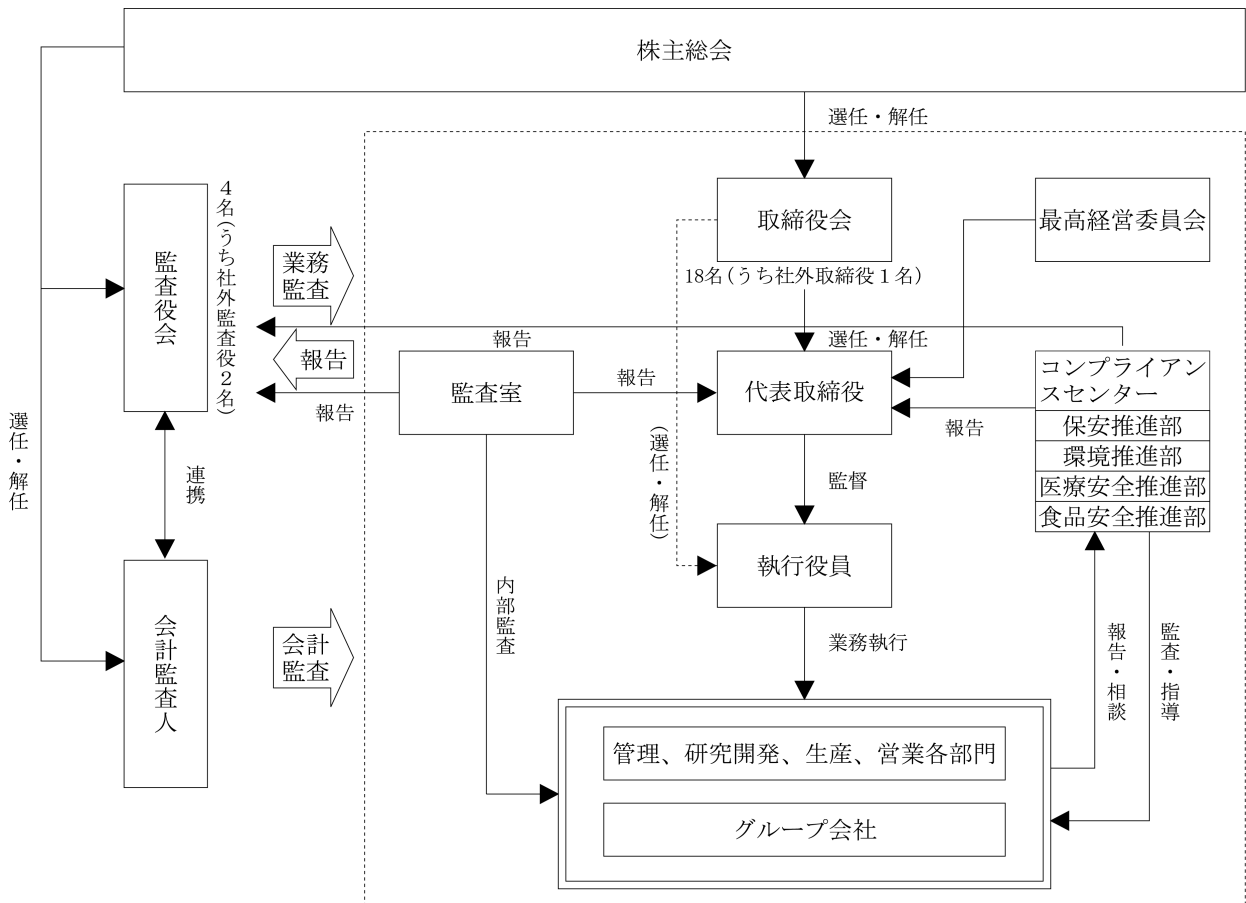 株主総会
選任・解任
取締役会
18名（うち社外取締役１名）
最高経営委員会
監査役会
４名（うち社外監査役２名）
業務
監査
報告
報告
選任・解任
監査室
報告
報告
代表取締役
報告
コンプライアン
スセンター
保安推進部
環境推進部
医療安全推進部
食品安全推進部
選任・解任
連携
（選任・解任）
監督
執行役員
内部監査
会計監査人
会計
監査
業務執行
報告・相談
監査・指導
管理、研究開発、生産、営業各部門
グループ会社